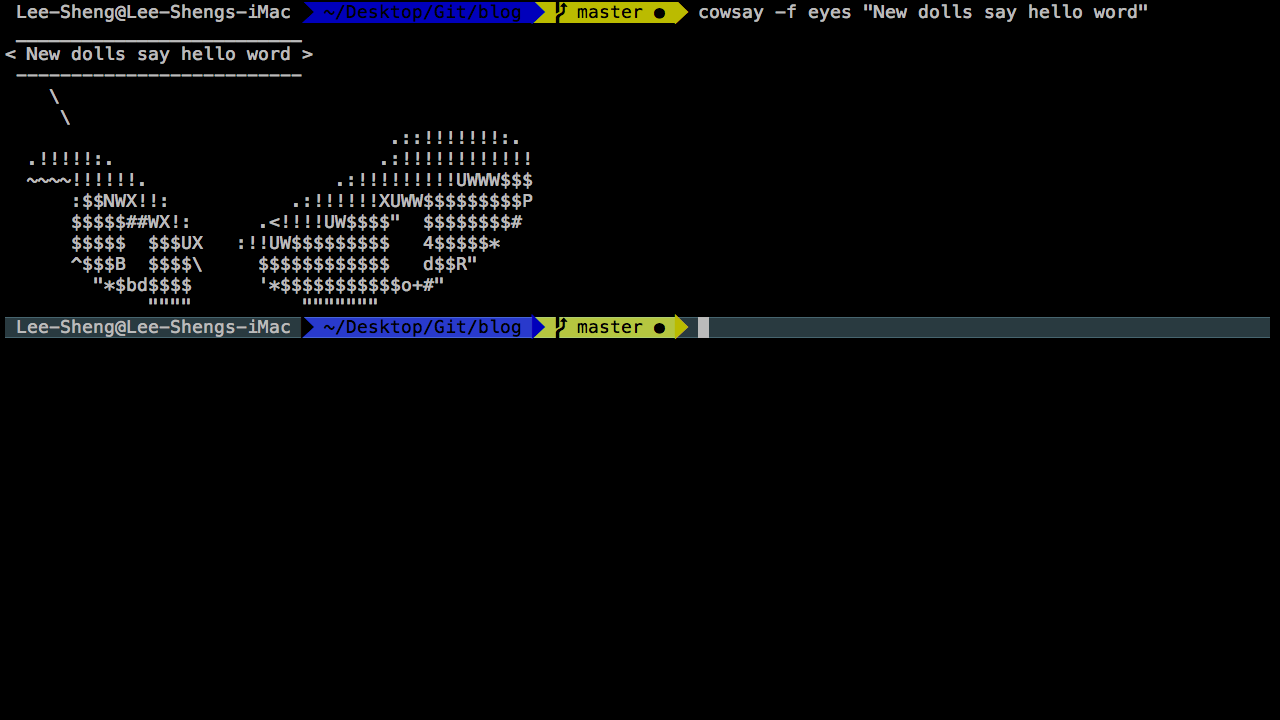 Lee-Sheng@Lee-Shengs-iMac ~/Desktop/Git/blog master ● cowsay -f eyes "New dolls say hello word"
 __________________________
< New dolls say hello word >
 --------------------------
    \
     \
                                   .::!!!!!!!:.
  .!!!!!:.                        .:!!!!!!!!!!!!
  ~~~~!!!!!!.                 .:!!!!!!!!!UWWW$$$
      :$$NWX!!:           .:!!!!!!XUWW$$$$$$$$$P
      $$$$$##WX!:      .<!!!!UW$$$$"  $$$$$$$$#
      $$$$$  $$$UX   :!!UW$$$$$$$$$   4$$$$$*
      ^$$$B  $$$$\     $$$$$$$$$$$$   d$$R"
        "*$bd$$$$      '*$$$$$$$$$$$o+#"
             """"          """""""
Lee-Sheng@Lee-Shengs-iMac ~/Desktop/Git/blog master ●